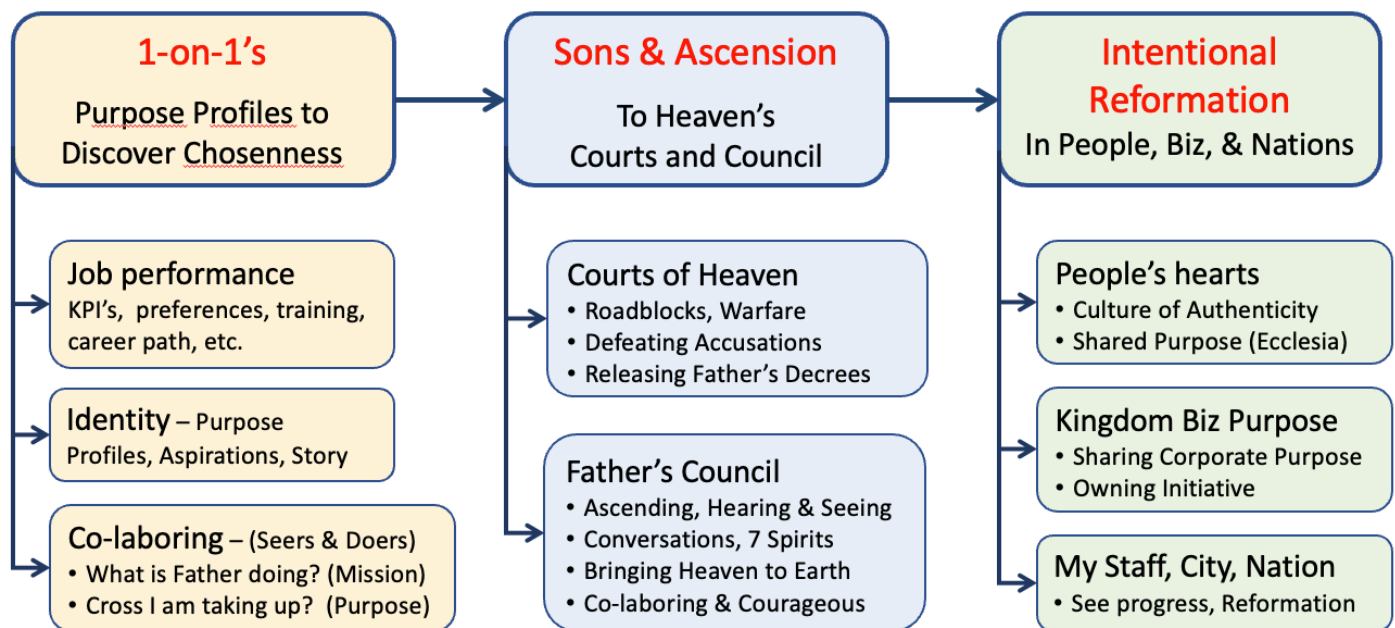 1-on-1’s
Purpose Profiles to
Discover Chosenness
Job performance
KPI’s,  preferences, training,
career path, etc.
Identity – Purpose
Profiles, Aspirations, Story
Co-laboring – (Seers & Doers)
• What is Father doing? (Mission)
• Cross I am taking up?  (Purpose)
Sons & Ascension
To Heaven’s
Courts and Council
Courts of Heaven
• Roadblocks, Warfare
• Defeating Accusations
• Releasing Father’s Decrees
Father’s Council
• Ascending, Hearing & Seeing
• Conversations, 7 Spirits
• Bringing Heaven to Earth
• Co-laboring & Courageous
Intentional
Reformation
In People, Biz, & Nations
People’s hearts
• Culture of Authenticity
• Shared Purpose (Ecclesia)
Kingdom Biz Purpose
• Sharing Corporate Purpose
• Owning Initiative
My Staff, City, Nation
• See progress, Reformation